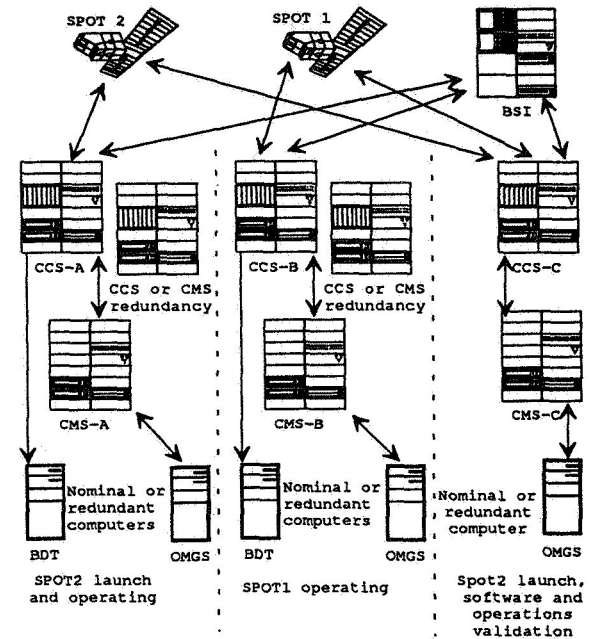 SPOT 2
SPOT 1
BSI
CCS-A
CCS or CMS
redundancy
CCS-B
CCS or CMS
redundancy
CCS-C
CMS-A
CMS-B
CMS-C
Nominal or
redundant
computers
BDT
OMGS
Nominal or
redundant
computers
BDT
OMGS
Nominal or
redundant
computer
OMGS
SPOT2 launch
and operating
SPOT1 operating
Spot2 launch,
software and
operations
validation